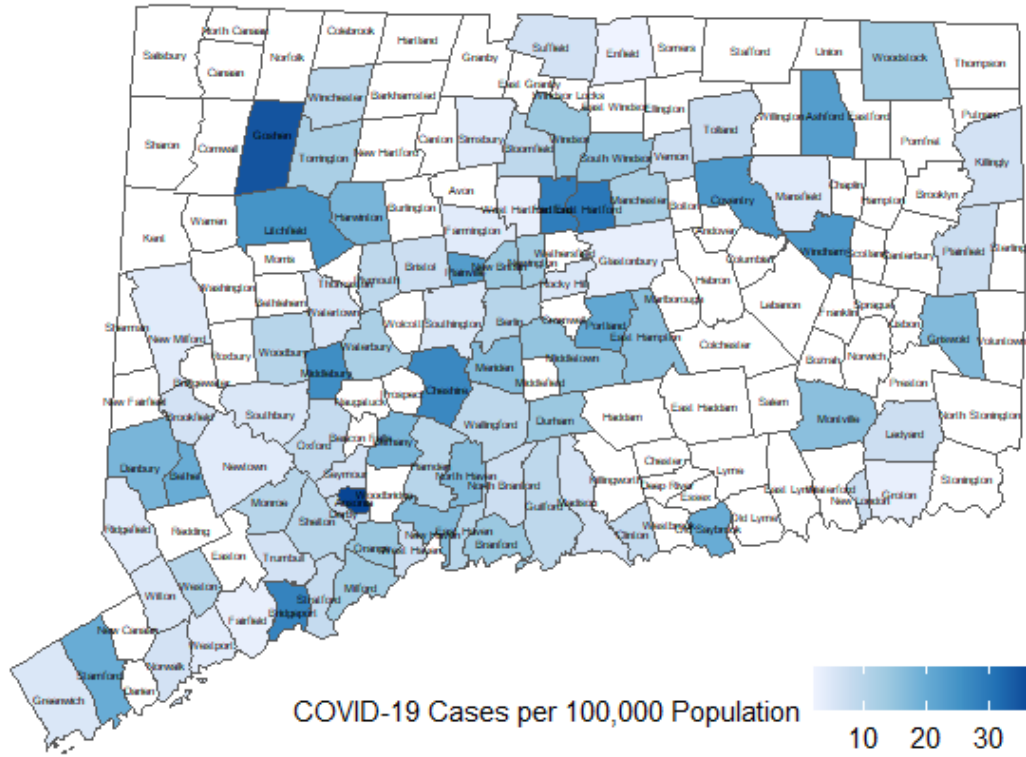 North Canaan
Colebrook
Hartland
Salisbury
Norfolk
Granby
Suffield
Enfield
Somers
Stafford
Union
Woodstock
Thompson
Canaan
East Granby
Windsor Locks
East Windsor
Ellington
Winchester
Barkhamsted
Willington
Ashford
Eastford
Putnam
Goshen
Sharon
Cornwall
Torrington
New Hartford
Canton
Simsbury
Bloomfield
Windsor
South Windsor
Vernon
Tolland
Pomfret
Killingly
Avon
West Hartford
Hartford
East Hartford
Manchester
Bolton
Coventry
Mansfield
Chaplin
Hampton
Brooklyn
Kent
Warren
Litchfield
Harwinton
Burlington
Farmington
Andover
Windham
Scotland
Canterbury
Plainfield
Sterling
Morris
Wethersfield
Glastonbury
Columbia
Washington
Bethlehem
Thomaston
Plymouth
Bristol
Plainville
New Britain
Newington
Rocky Hill
Hebron
Lebanon
Sherman
New Milford
Watertown
Wolcott
Southington
Berlin
Cromwell
Portland
Marlborough
East Hampton
Colchester
Franklin
Sprague
Lisbon
Griswold
Voluntown
Roxbury
Woodbury
Waterbury
Bozrah
Norwich
Preston
Bridgewater
Middlebury
Naugatuck
Prospect
Cheshire
Meriden
Middletown
Middlefield
New Fairfield
Brookfield
Southbury
Wallingford
Durham
Haddam
East Haddam
Salem
Montville
North Stonington
Ledyard
Danbury
Bethel
Newtown
Oxford
Beacon Falls
Bethany
Hamden
North Haven
North Branford
Chester
Deep River
Lyme
Essex
East Lyme
Waterford
New London
Groton
Stonington
Seymour
Woodbridge
Ansonia
Derby
Guilford
Madison
Killingworth
Ridgefield
Redding
Monroe
Shelton
Orange
West Haven
New Haven
East Haven
Branford
Clinton
Westbrook
Old Saybrook
Old Lyme
Easton
Trumbull
Wilton
Weston
Fairfield
Bridgeport
Stratford
Milford
New Canaan
Norwalk
Westport
Stamford
Darien
Greenwich
COVID-19 Cases per 100,000 Population
10 20 30